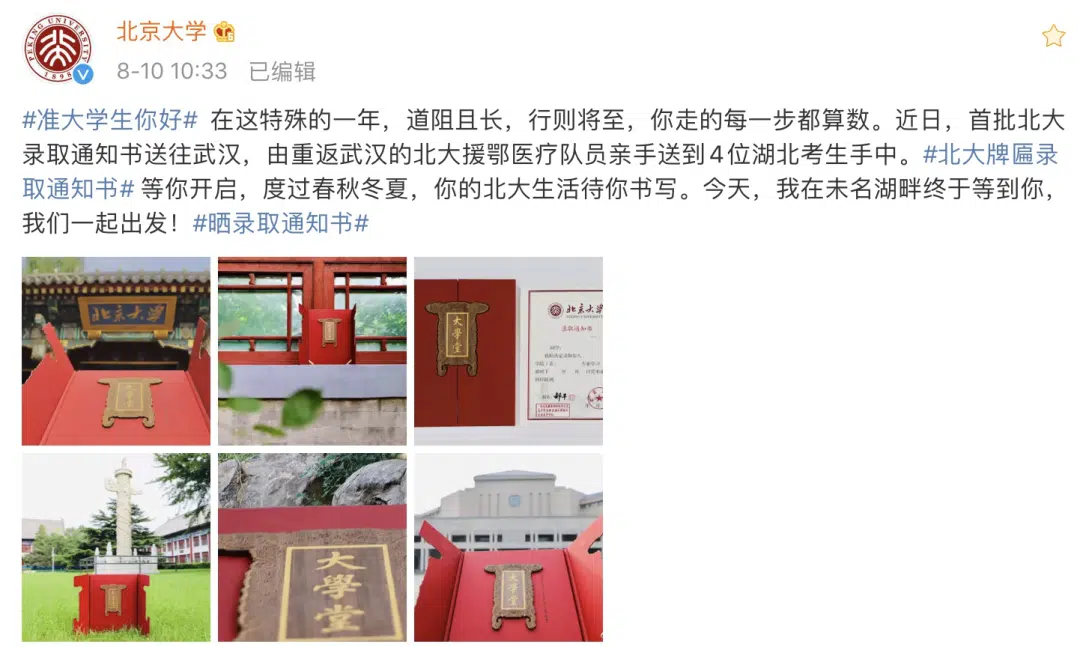 北京大学
8-10 10:33 已编辑
#准大学生你好# 在这特殊的一年，道阻且长，行则将至，你走的每一步都算数。近日，首批北大
录取通知书送往武汉，由重返武汉的北大援鄂医疗队员亲手送到4位湖北考生手中。#北大牌匾录
取通知书# 等你开启，度过春秋冬夏，你的北大生活待你书写。今天，我在未名湖畔终于等到你，
我们一起出发！#晒录取通知书#
PEKING UNIVERSITY
1898
北京大学
大學堂
大學堂
北京大学
录取通知书
大學堂
大學堂